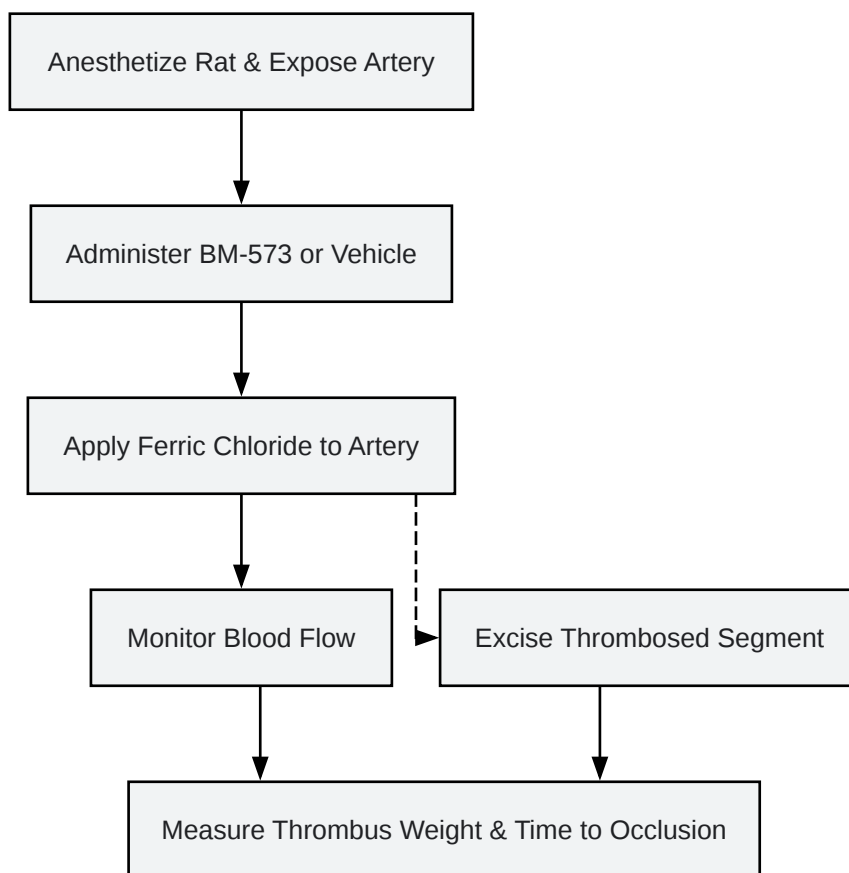 Anesthetize Rat & Expose Artery
Administer BM-573 or Vehicle
Apply Ferric Chloride to Artery
Monitor Blood Flow
Excise Thrombosed Segment
Measure Thrombus Weight & Time to Occlusion